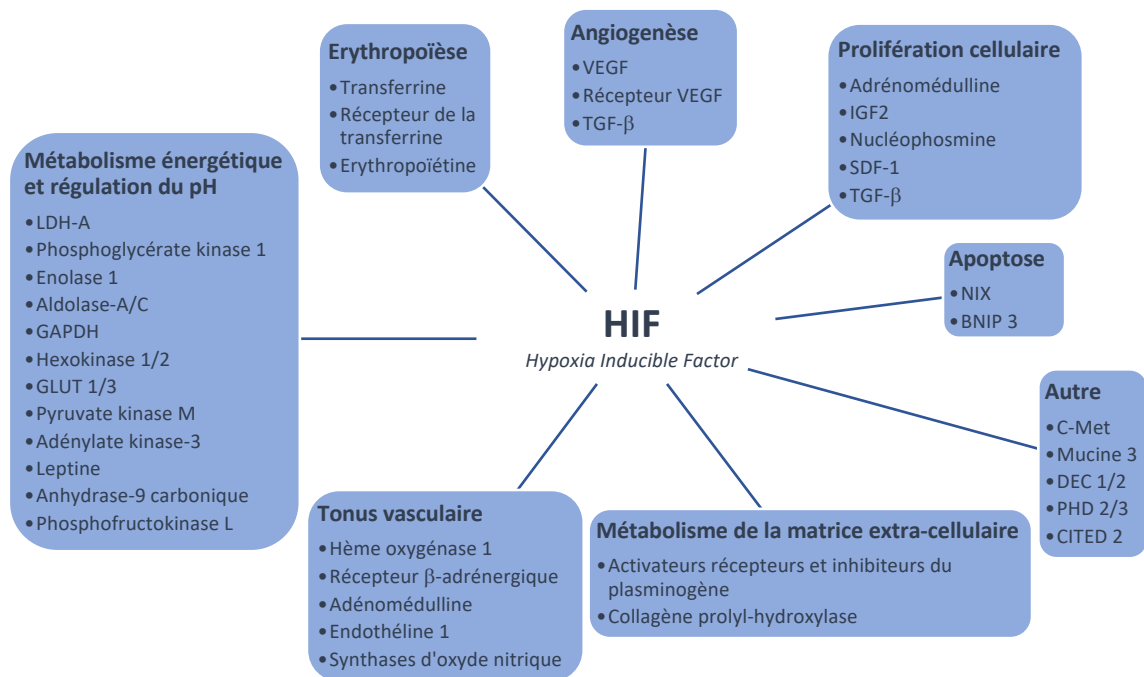 Erythropoïèse
•Transferrine
•Récepteur de la
transferrine
•Erythropoïétine
Angiogenèse
•VEGF
•Récepteur VEGF
•TGF-β
Prolifération cellulaire
•Adrénomédulline
•IGF2
•Nucléophosmine
•SDF-1
•TGF-β
Métabolisme énergétique
et régulation du pH
•LDH-A
•Phosphoglycérate kinase 1
•Enolase 1
•Aldolase-A/C
•GAPDH
•Hexokinase 1/2
•GLUT 1/3
•Pyruvate kinase M
•Adénylate kinase-3
•Leptine
•Anhydrase-9 carbonique
•Phosphofructokinase L
Apoptose
•NIX
•BNIP 3
HIF
Hypoxia Inducible Factor
Autre
•C-Met
•Mucine 3
•DEC 1/2
•PHD 2/3
•CITED 2
Tonus vasculaire
•Hème oxygénase 1
•Récepteur β-adrénergique
•Adénomédulline
•Endothéline 1
•Synthases d'oxyde nitrique
Métabolisme de la matrice extra-cellulaire
•Activateurs récepteurs et inhibiteurs du
plasminogène
•Collagène prolyl-hydroxylase